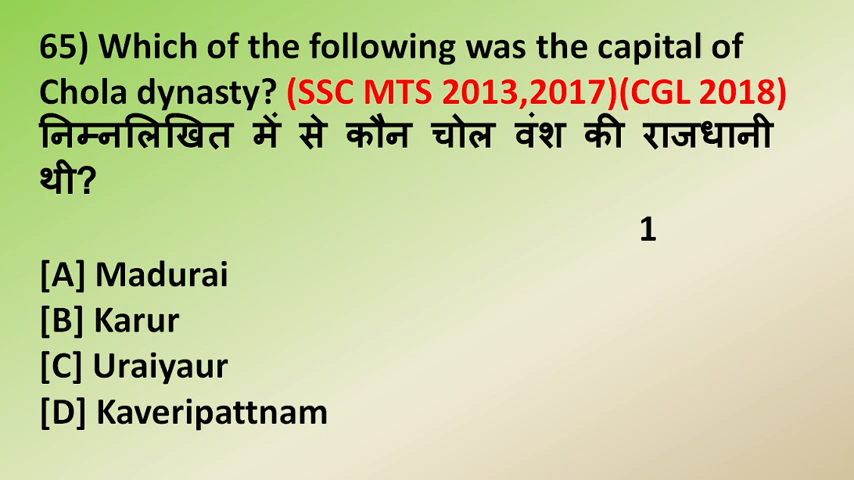 65) Which of the following was the capital of
Chola dynasty? (SSC MTS 2013,2017)(CGL 2018)
निम्नलिखित में से कौन चोल वंश की राजधानी
थी?
1
[A] Madurai
[B] Karur
[C] Uraiyaur
[D] Kaveripattnam